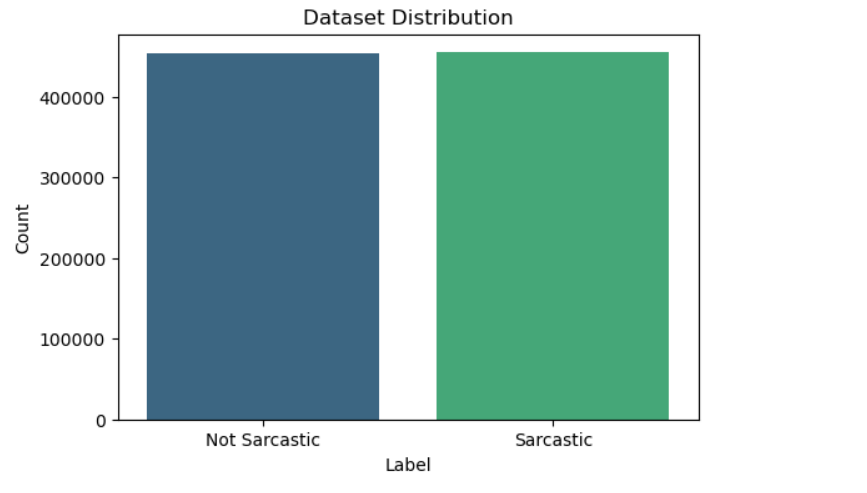 Dataset Distribution
400000
300000
200000
100000
0
Count
Not Sarcastic
Sarcastic
Label